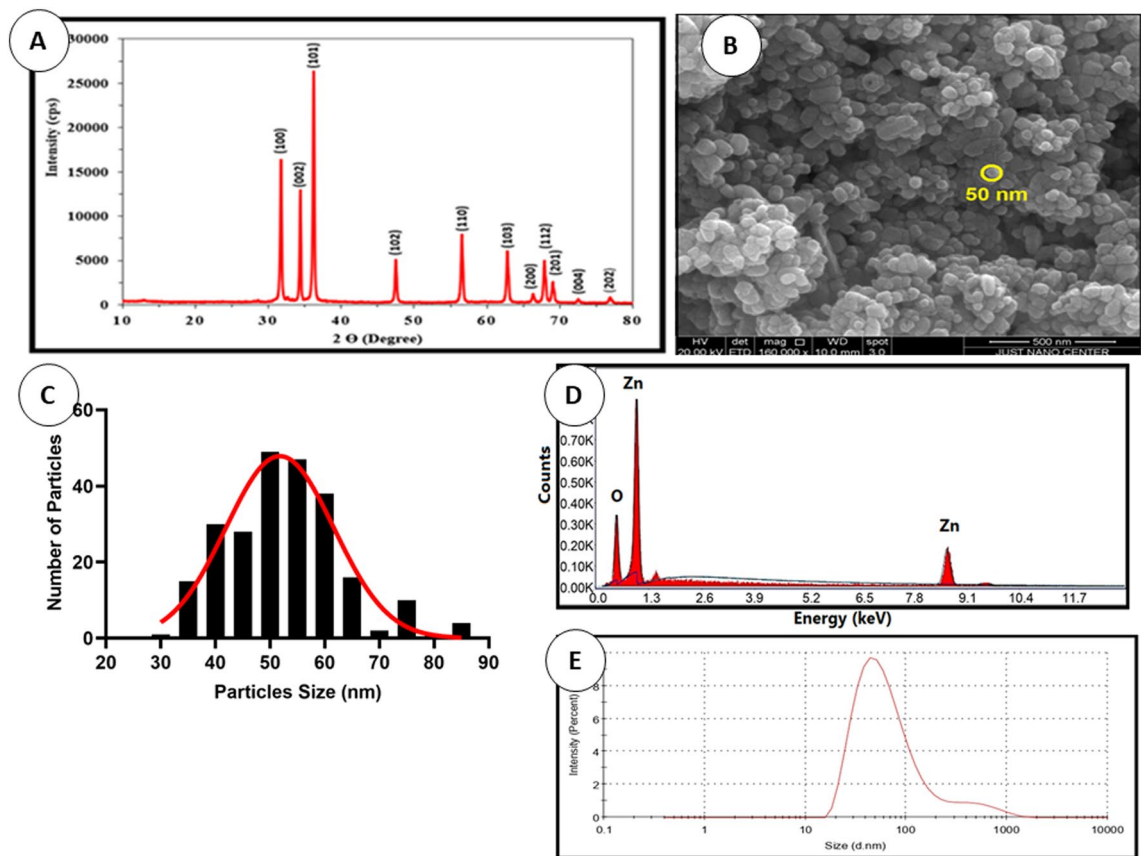 A
30000
25000
20000
15000
10000
5000
0
Intensity (cps)
(100)
(002)
(101)
(102)
(110)
(103)
(200)
(112)
(201)
(004)
(202)
10 20 30 40 50 60 70 80
2 Θ (Degree)
B
50 nm
HV det mag WD spot 500 nm
20.00 kV ETD 160 000 x 10.0 mm 3.0 JUST NANO CENTER
C
60
40
20
0
Number of Particles
20 30 40 50 60 70 80 90
Particles Size (nm)
D
Zn
O
Zn
0.70K
0.60K
0.50K
0.40K
0.30K
0.20K
0.10K
0.00K
Counts
0.0 1.3 2.6 3.9 5.2 6.5 7.8 9.1 10.4 11.7
Energy (keV)
E
8
6
4
2
0
Intensity (Percent)
0.1 1 10 100 1000 10000
Size (d.nm)